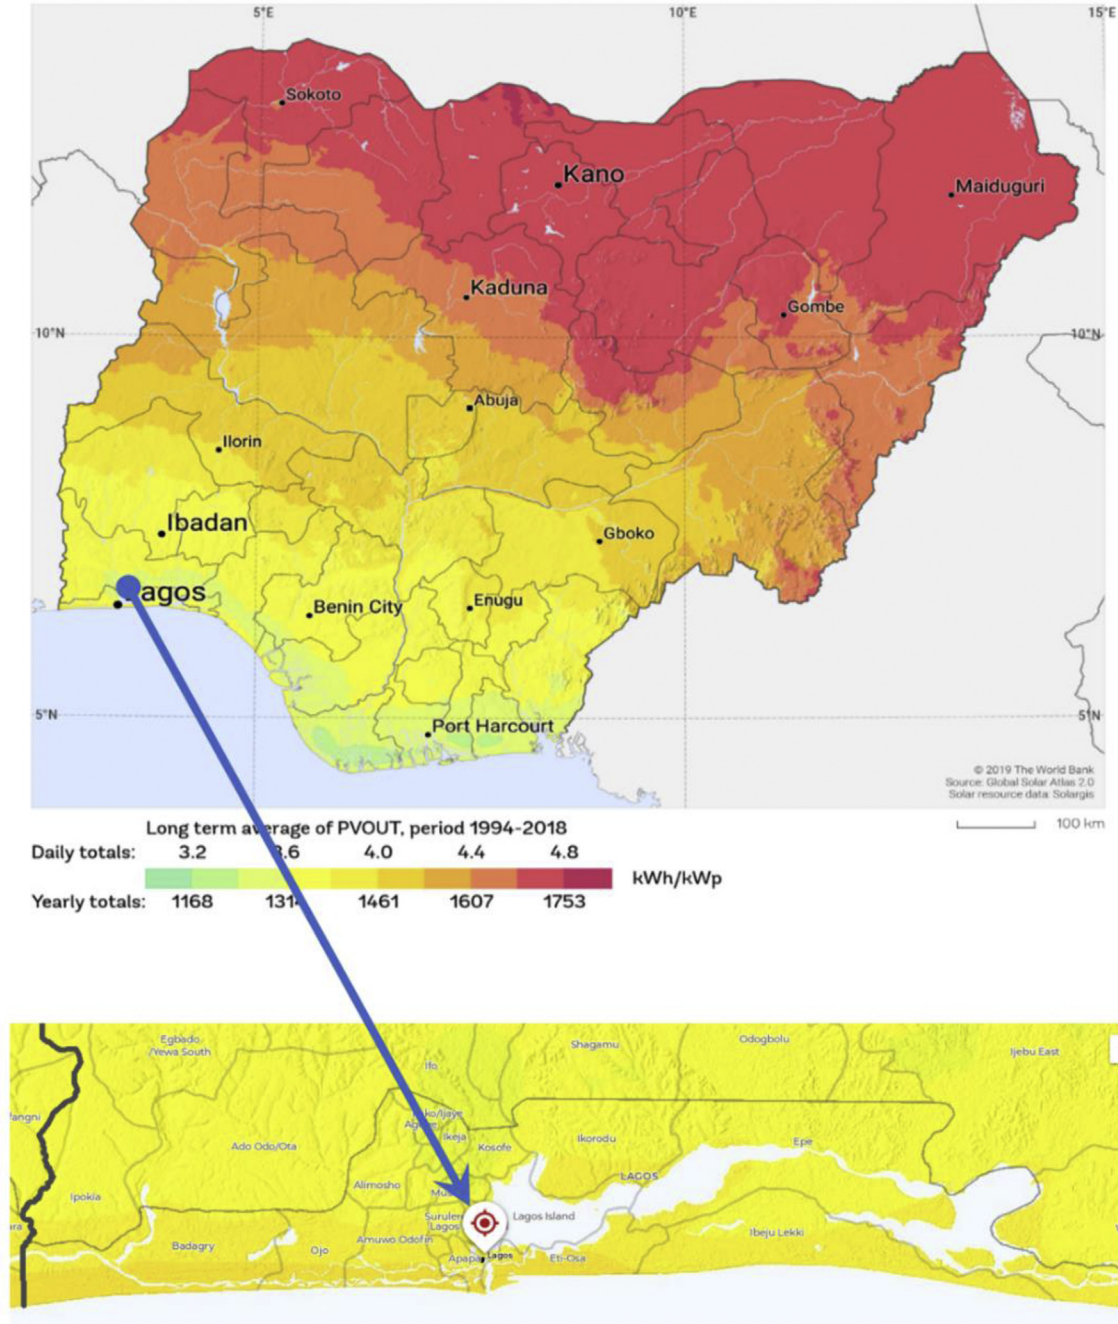 5°E
10°E
15°E
Sokoto
Kano
Maiduguri
Kaduna
Gombe
10°N
10°N
Abuja
Ilorin
Ibadan
Gboko
agos
Benin City
Enugu
5°N
5°N
Port Harcourt
© 2019 The World Bank
Source: Global Solar Atlas 2.0
Solar resource data: Solargis
100 km
Long term average of PVOUT, period 1994-2018
Daily totals: 3.2 3.6 4.0 4.4 4.8
kWh/kWp
Yearly totals: 1168 1314 1461 1607 1753
Egbado
/Yewa South
Shagamu
Odogbolu
Ijebu East
Ifo
Ikeja
Kosofe
Ikorodu
Epe
Ado Odo/Ota
LAGOS
Alimosho
Ipokia
Lagos Island
Lagos
Ibeju Lekki
Badagry
Ojo
Amuwo Odofin
Apapa
Lagos
Eti-Osa